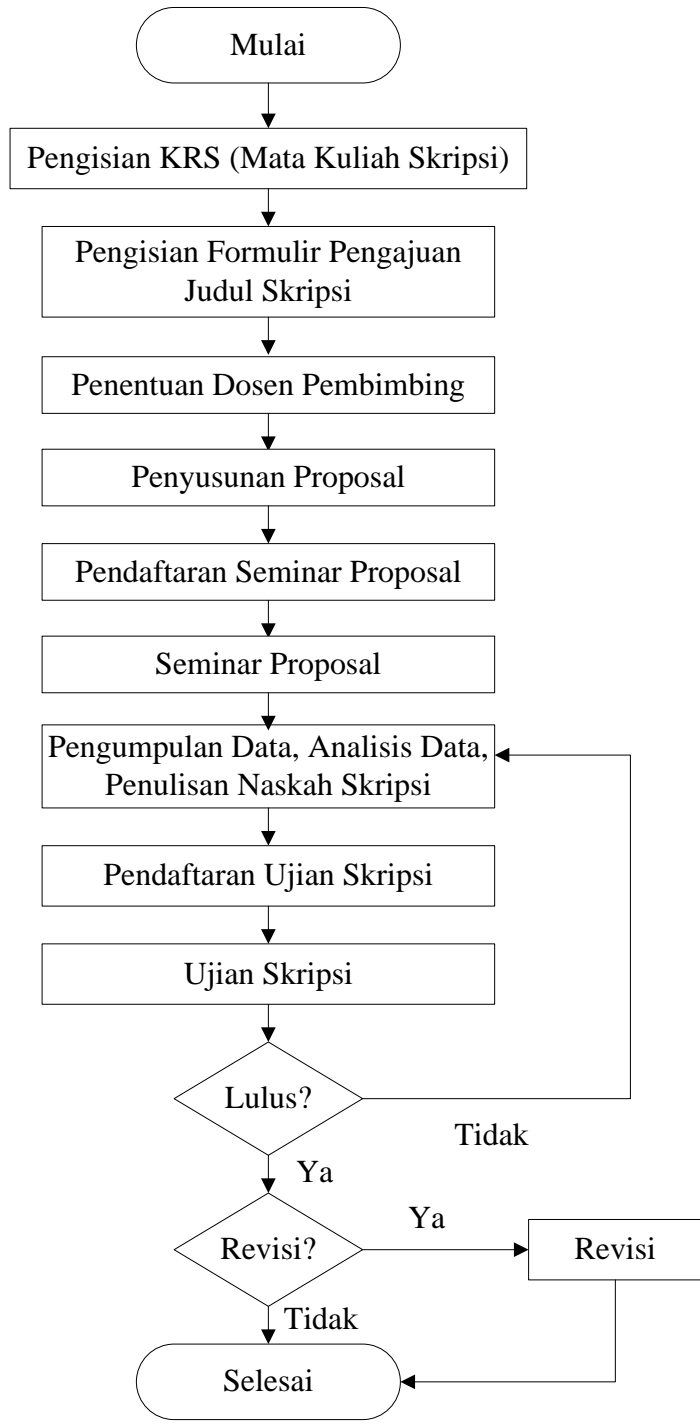 Mulai
Pengisian KRS (Mata Kuliah Skripsi)
Pengisian Formulir Pengajuan
Judul Skripsi
Penentuan Dosen Pembimbing
Penyusunan Proposal
Pendaftaran Seminar Proposal
Seminar Proposal
Pengumpulan Data, Analisis Data,
Penulisan Naskah Skripsi
Pendaftaran Ujian Skripsi
Ujian Skripsi
Lulus?
Tidak
Ya
Revisi?
Ya
Revisi
Tidak
Selesai